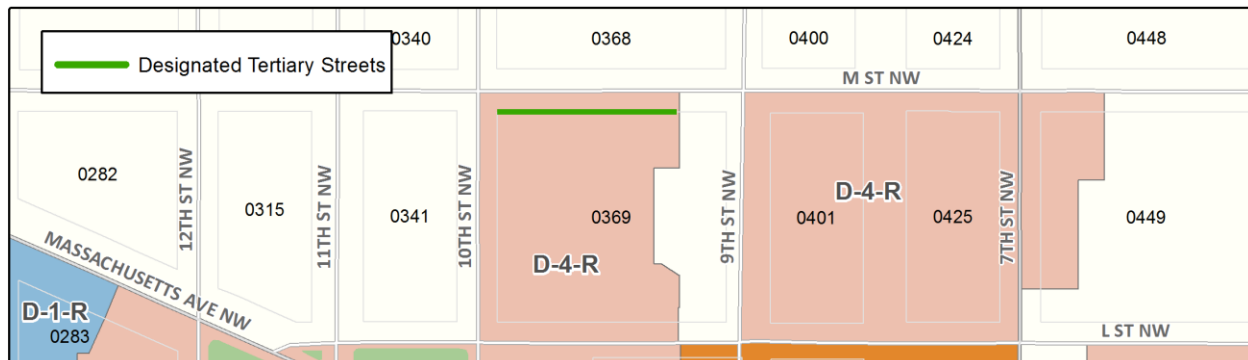 0340
0368
0400
0424
0448
Designated Tertiary Streets
M ST NW
0282
12TH ST NW
0315
11TH ST NW
0341
10TH ST NW
0369
D-4-R
9TH ST NW
0401
D-4-R
0425
7TH ST NW
0449
MASSACHUSETTS AVE NW
D-1-R
0283
L ST NW